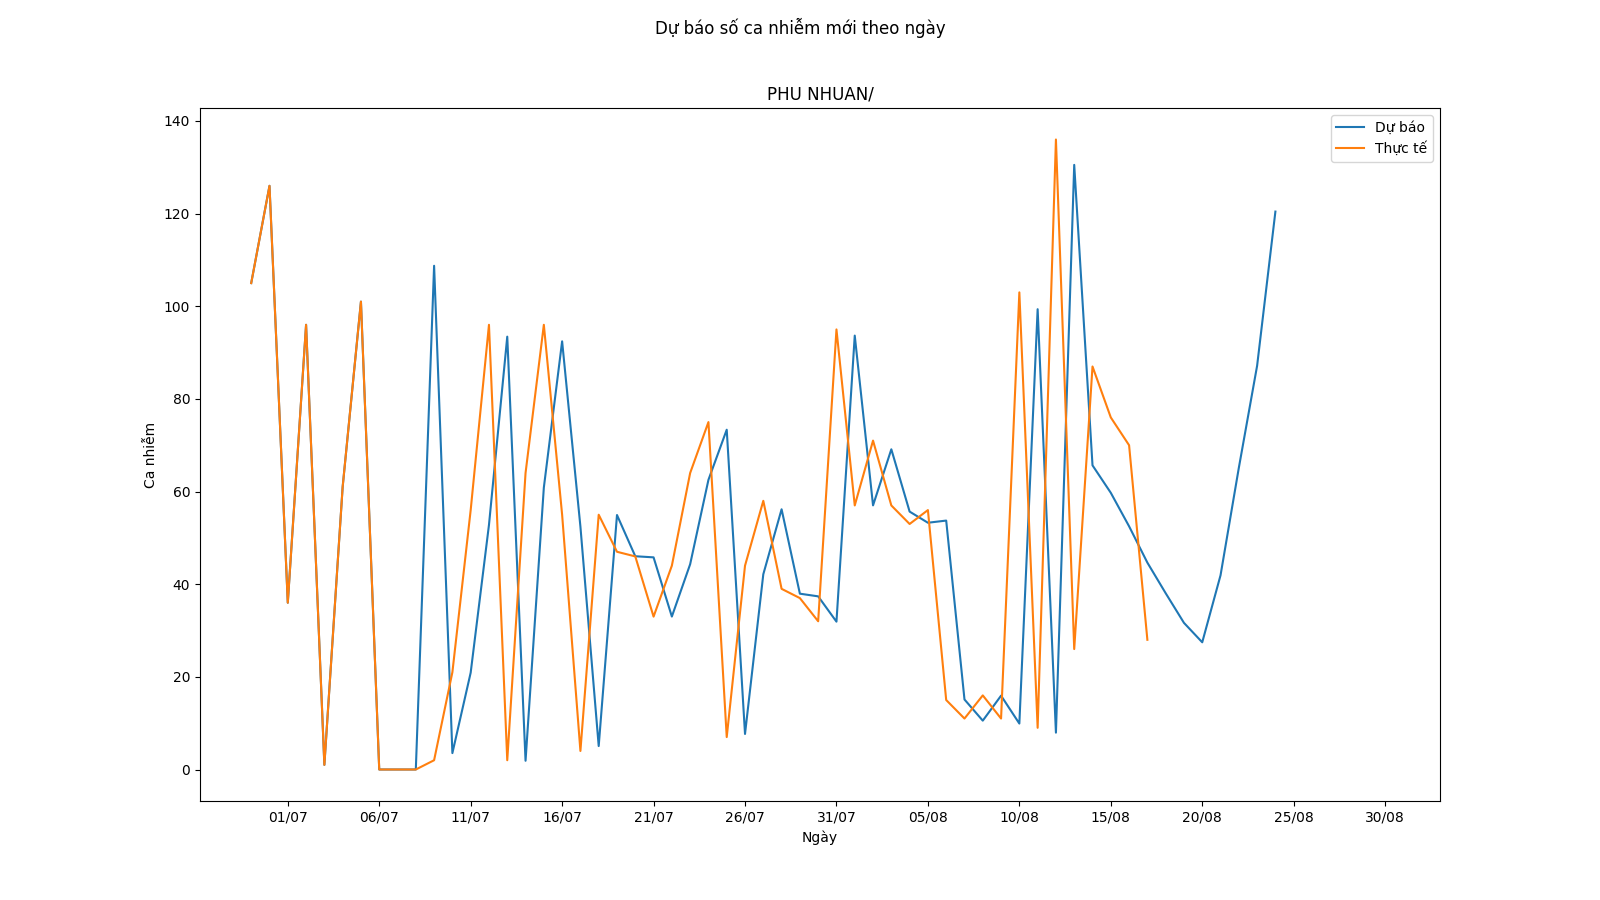 Dự báo số ca nhiễm mới theo ngày
PHU NHUAN/
Dự báo
Thực tế
Ca nhiễm
140
120
100
80
60
40
20
0
01/07 06/07 11/07 16/07 21/07 26/07 31/07 05/08 10/08 15/08 20/08 25/08 30/08
Ngày